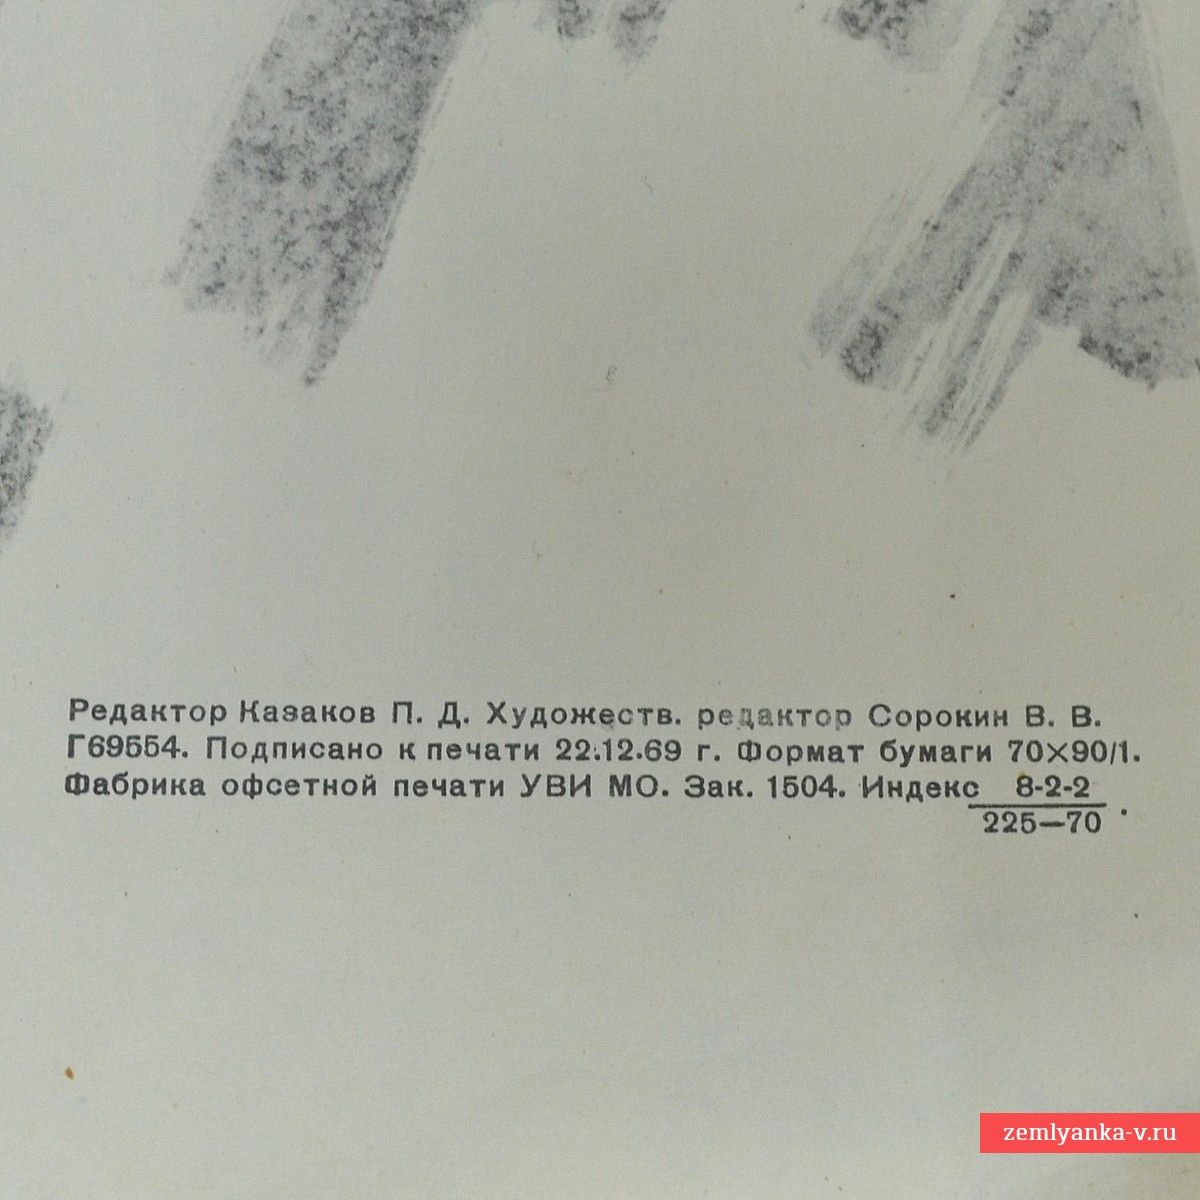 Редактор Казаков П. Д. Художеств. редактор Сорокин В. В.
Г69554. Подписано к печати 22.12.69 г. Формат бумаги 70×90/1.
Фабрика офсетной печати УВИ МО. Зак. 1504. Индекс 8-2-2
225—70 .
zemlyanka-v.ru